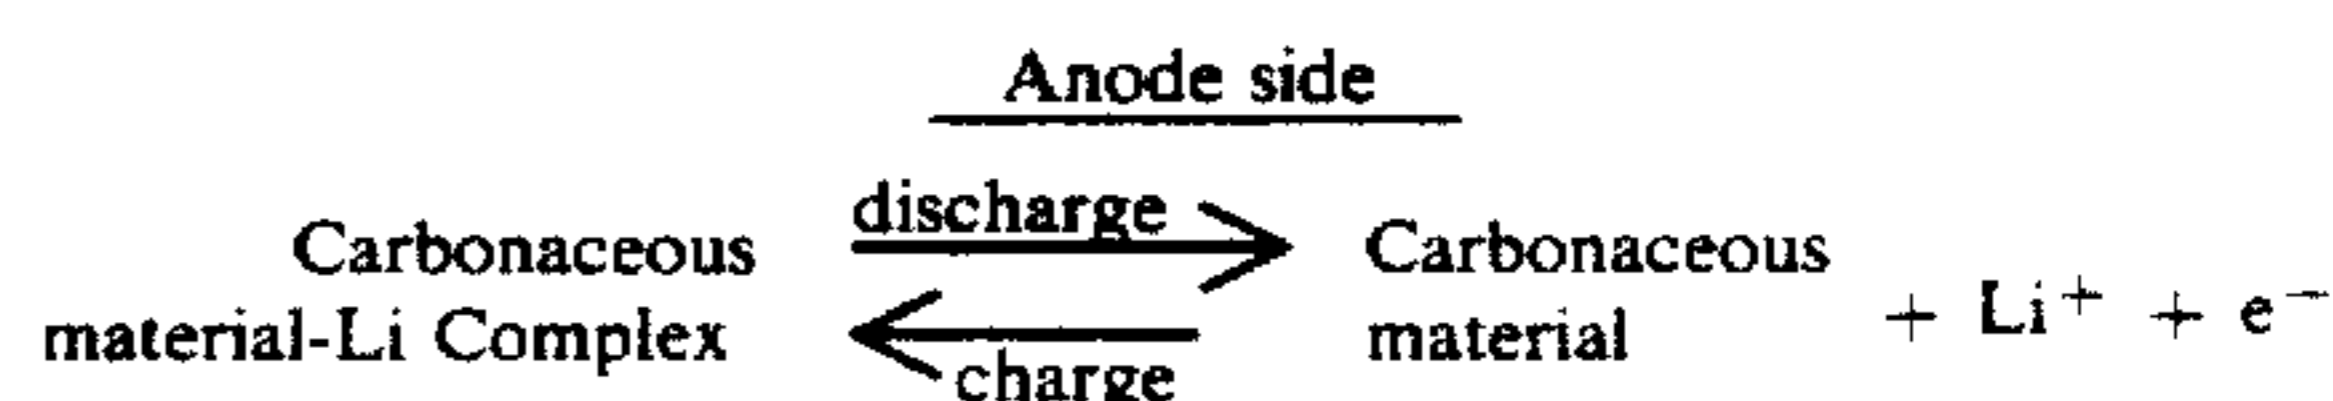 Anode side
discharge
Carbonaceous Carbonaceous
material-Li Complex material + Li⁺ + e⁻
charge